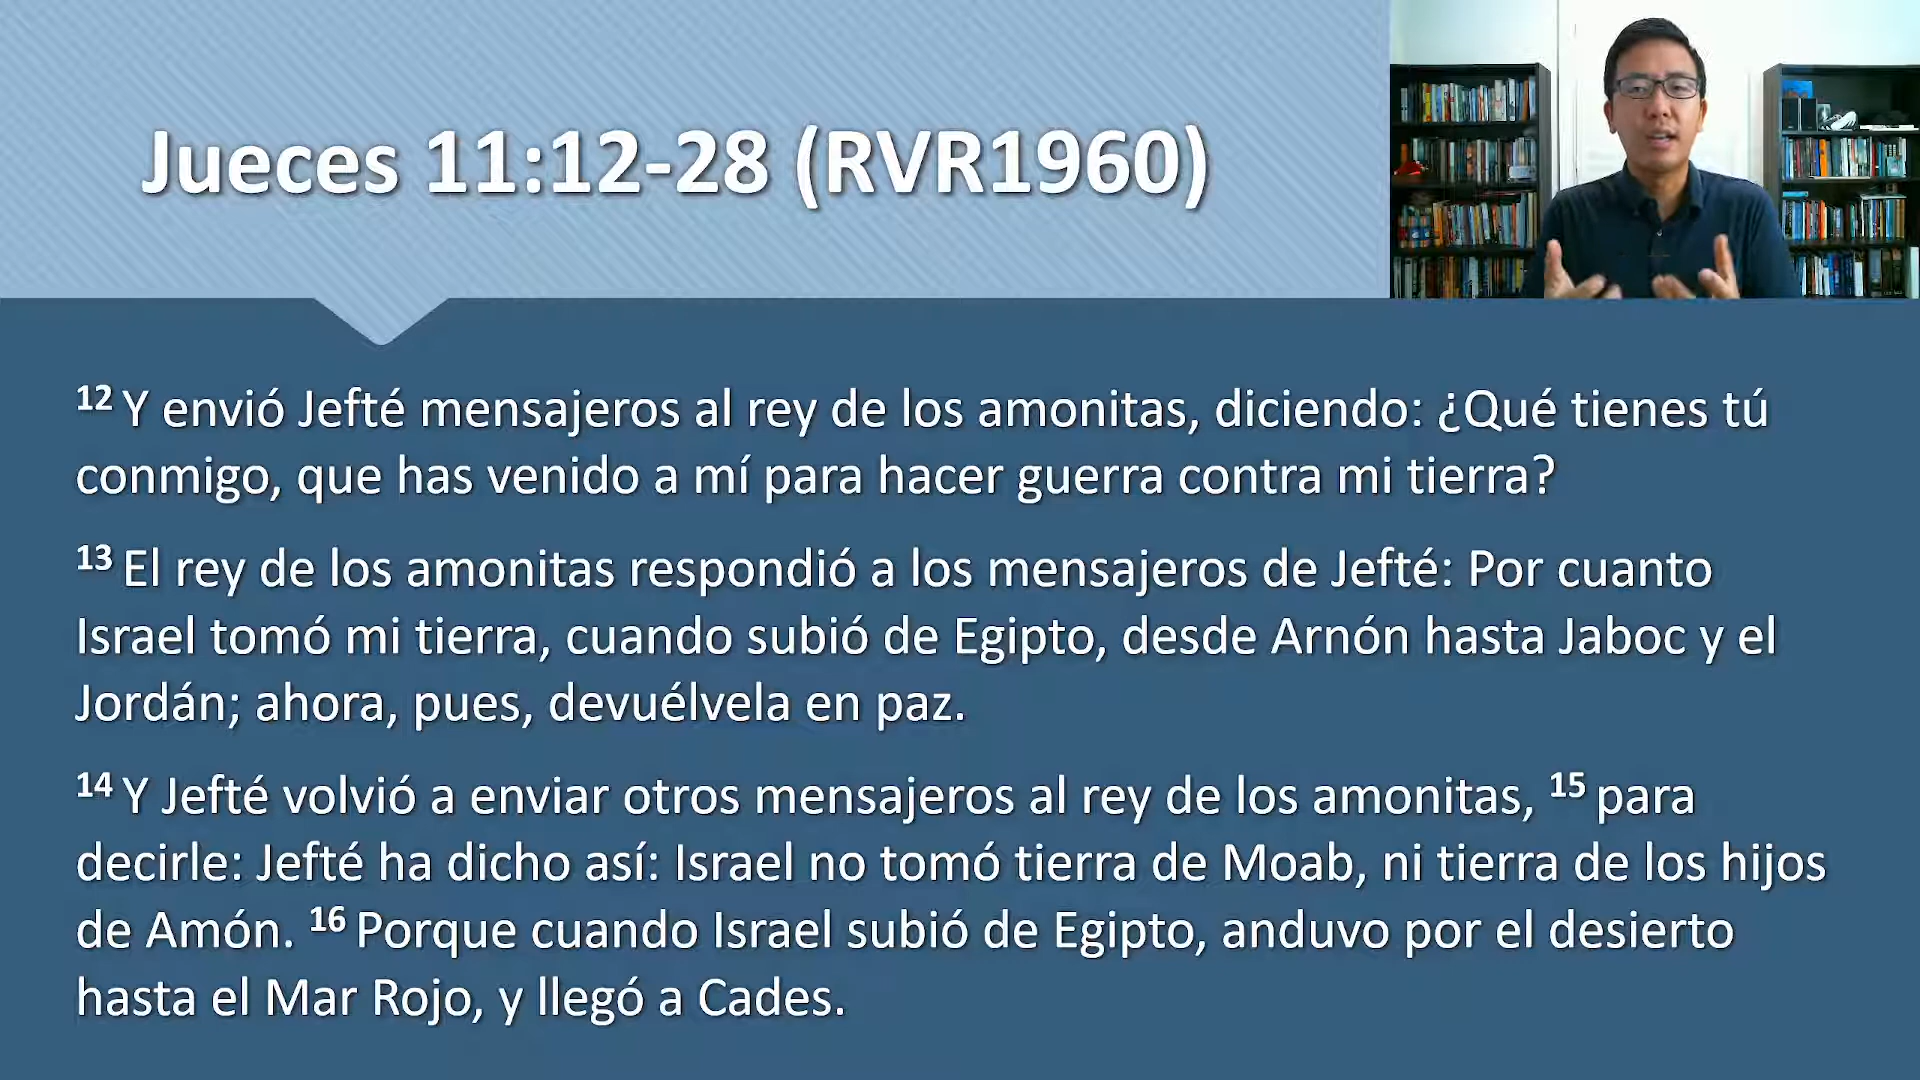 Jueces 11:12-28 (RVR1960)
12 Y envió Jefté mensajeros al rey de los amonitas, diciendo: ¿Qué tienes tú
conmigo, que has venido a mí para hacer guerra contra mi tierra?
13 El rey de los amonitas respondió a los mensajeros de Jefté: Por cuanto
Israel tomó mi tierra, cuando subió de Egipto, desde Arnón hasta Jaboc y el
Jordán; ahora, pues, devuélvela en paz.
14 Y Jefté volvió a enviar otros mensajeros al rey de los amonitas, 15 para
decirle: Jefté ha dicho así: Israel no tomó tierra de Moab, ni tierra de los hijos
de Amón. 16 Porque cuando Israel subió de Egipto, anduvo por el desierto
hasta el Mar Rojo, y llegó a Cades.